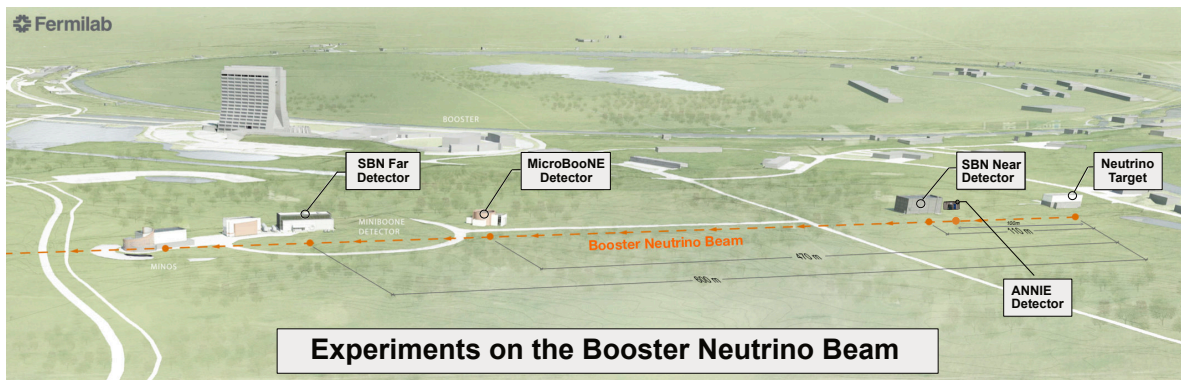 Fermilab
BOOSTER
SBN Far
Detector
MicroBooNE
Detector
SBN Near
Detector
Neutrino
Target
MINIBOONE
DETECTOR
100m
110 m
Booster Neutrino Beam
470 m
MINOS
600 m
ANNIE
Detector
Experiments on the Booster Neutrino Beam